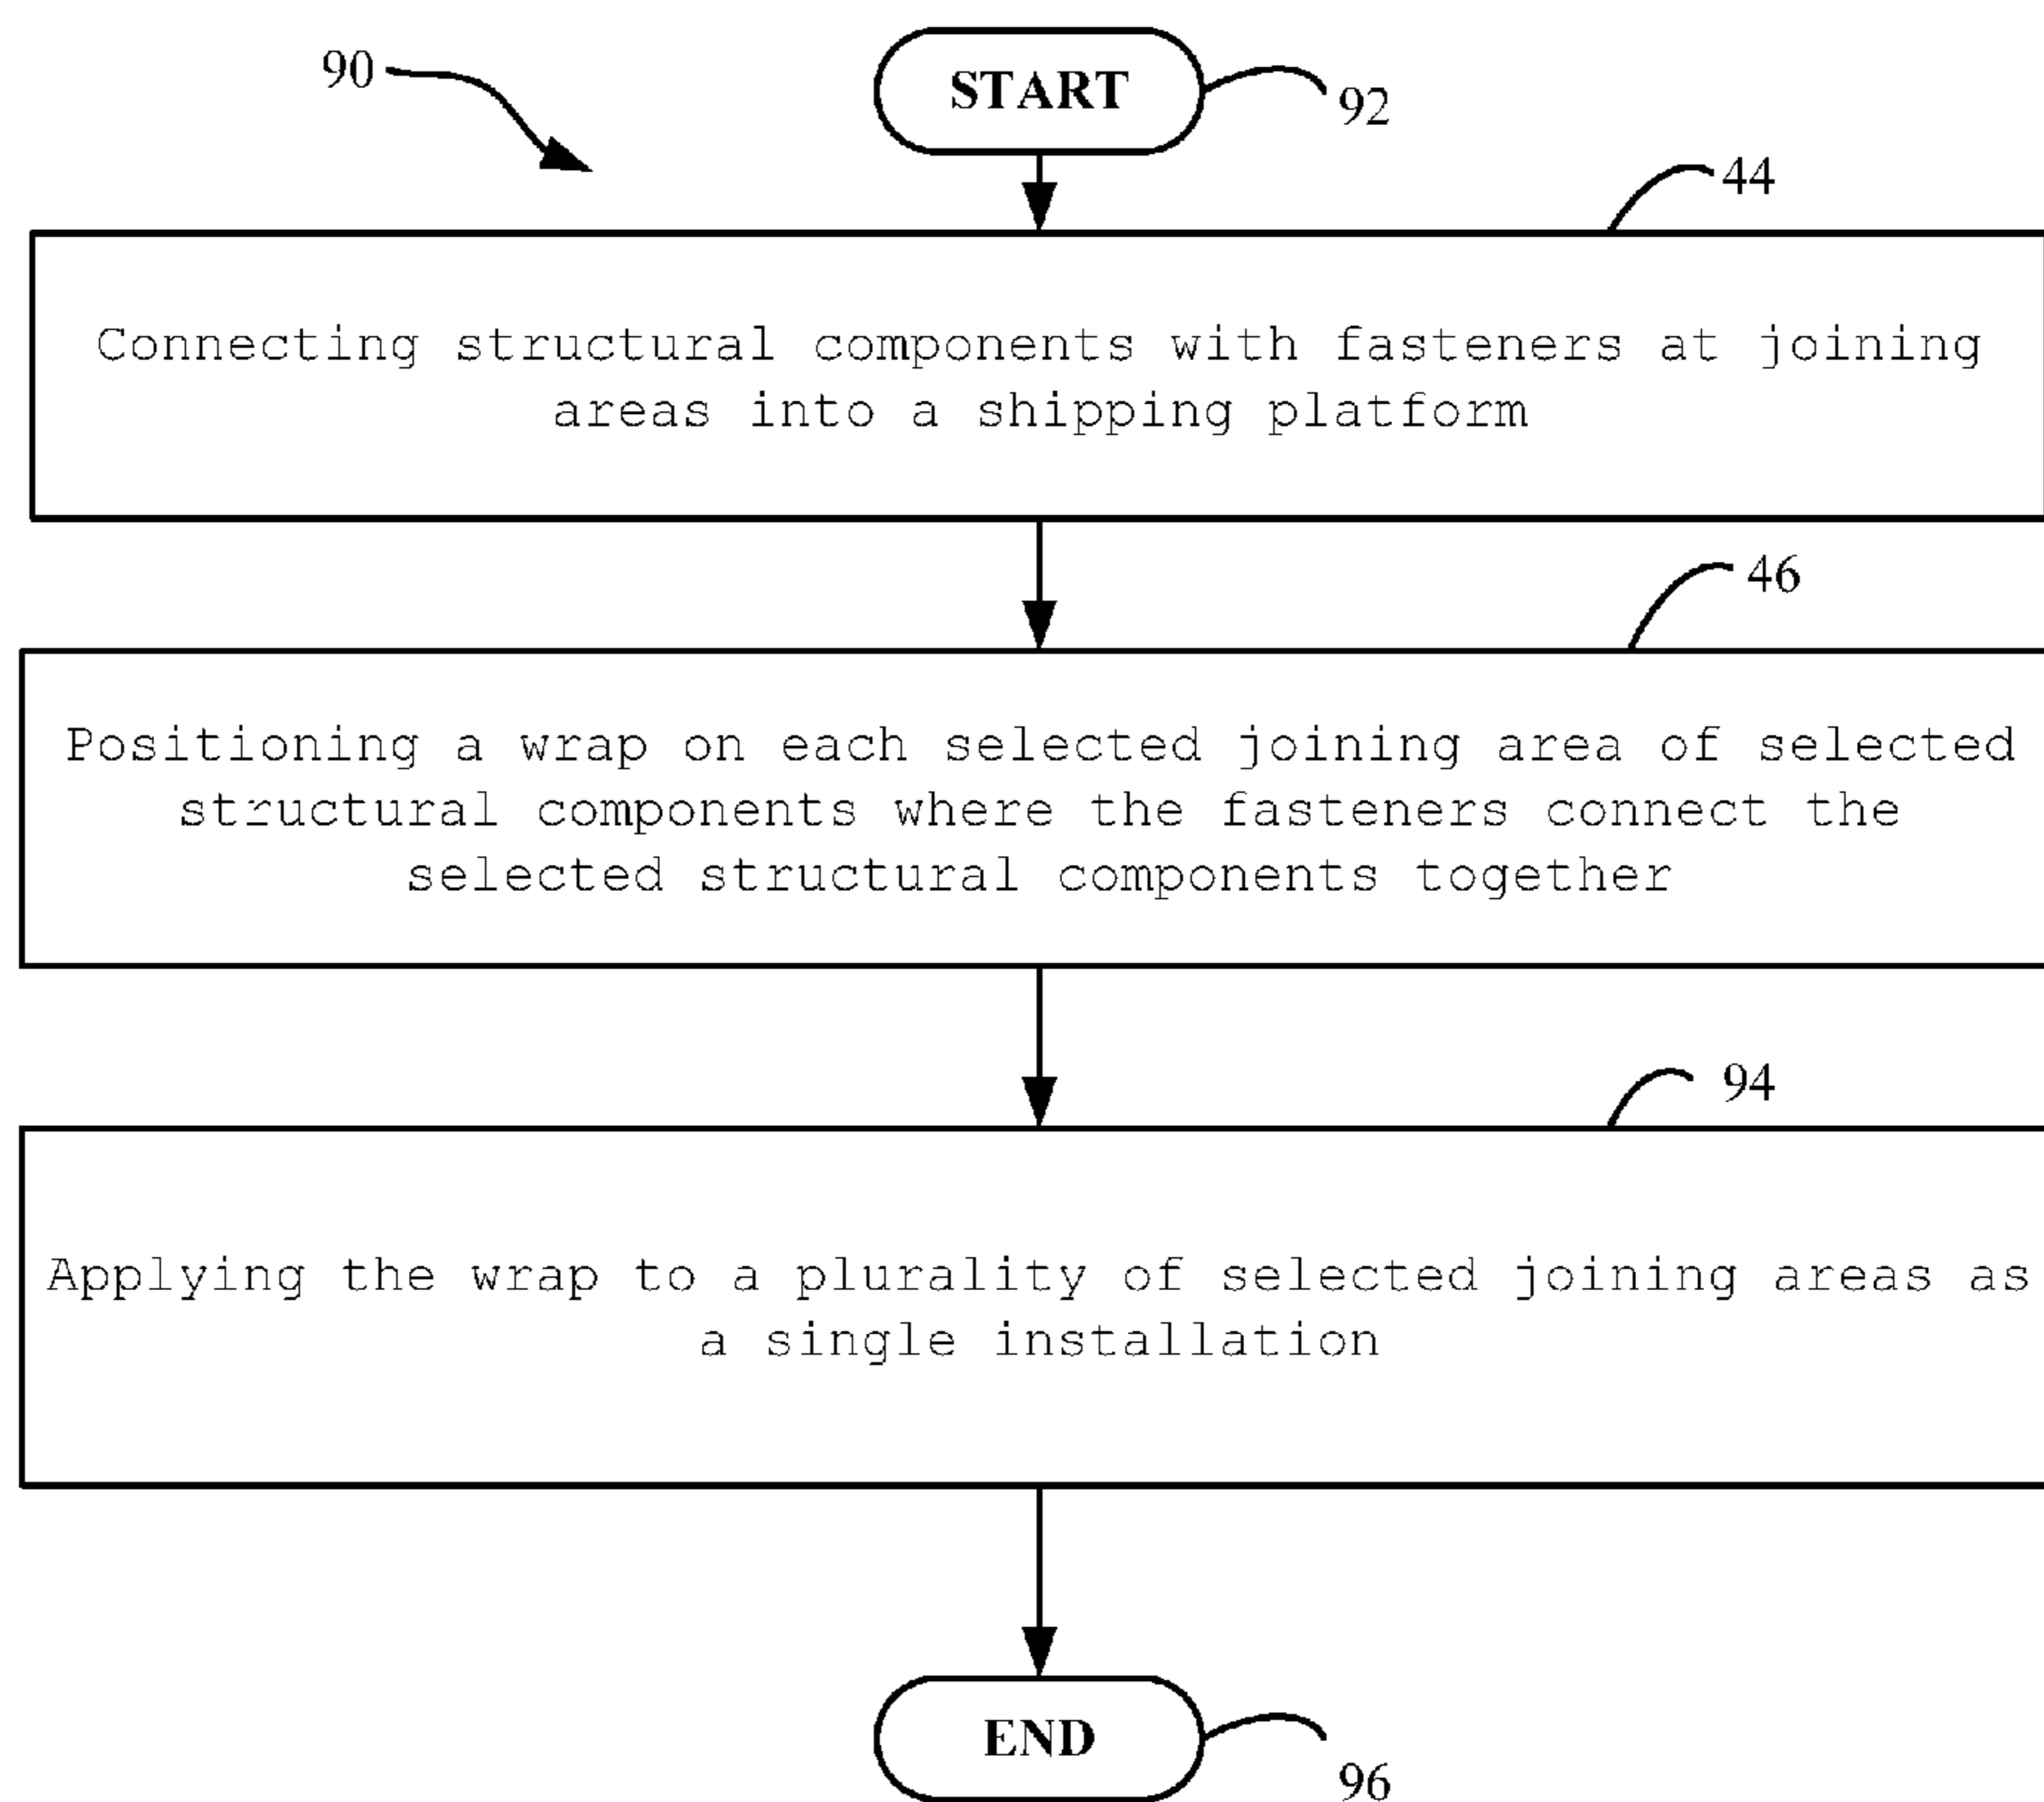 90
START
92
44
Connecting structural components with fasteners at joining
areas into a shipping platform
46
Positioning a wrap on each selected joining area of selected
structural components where the fasteners connect the
selected structural components together
94
Applying the wrap to a plurality of selected joining areas as
a single installation
END
96